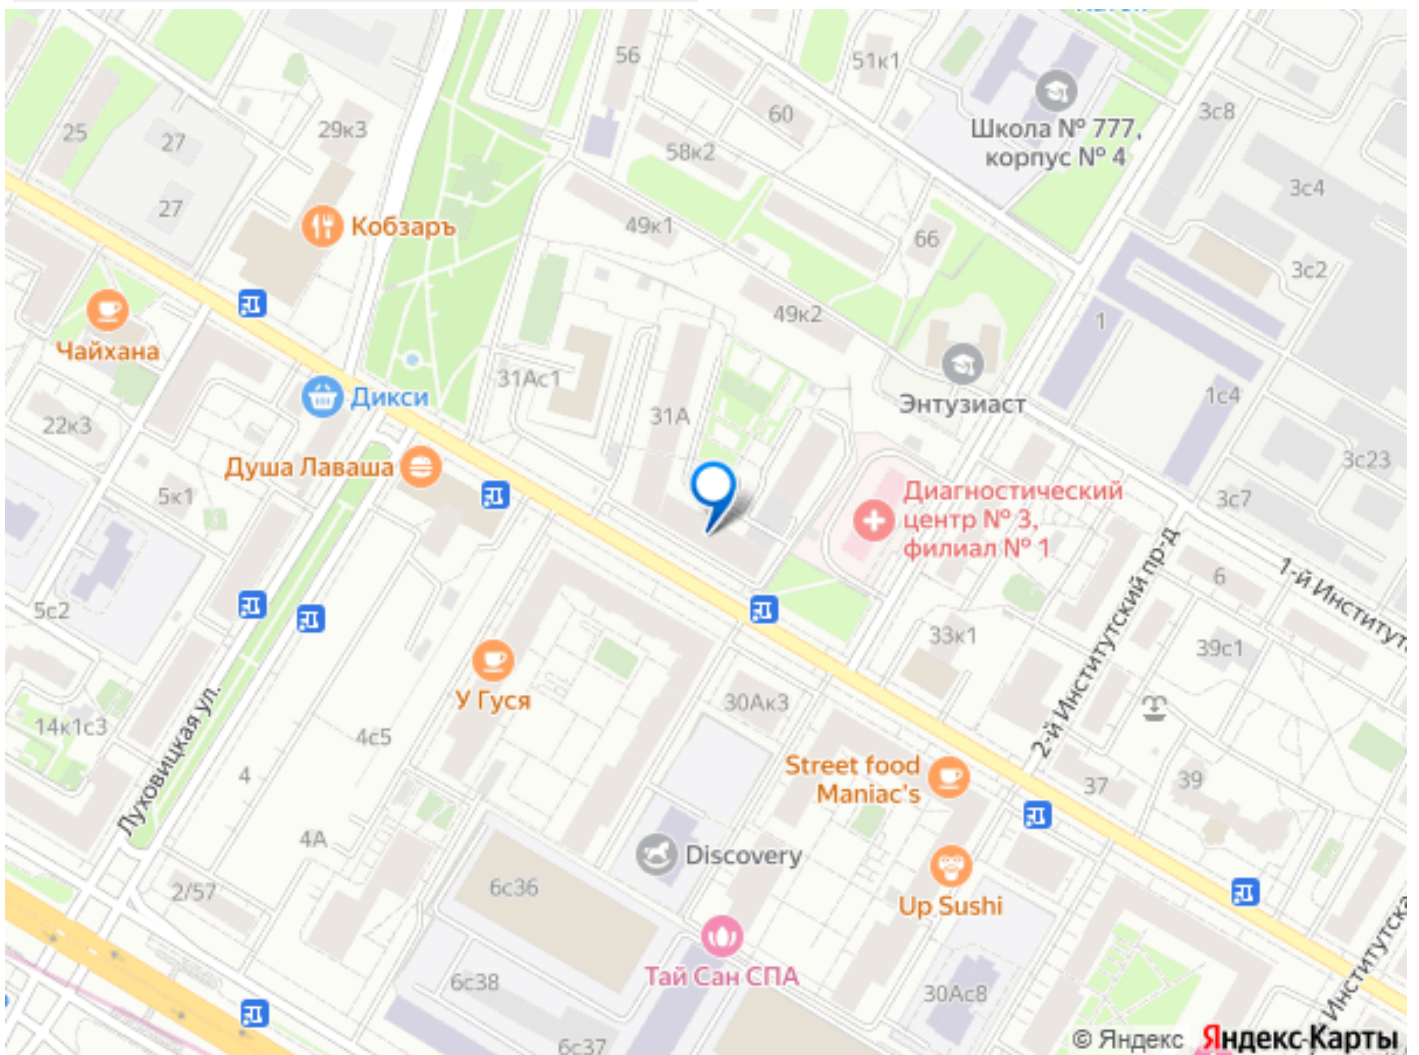 56
51к1
60
3с8
Школа № 777,
корпус № 4
25
27
29к3
58к2
3с4
27
Кобзаръ
49к1
66
3с2
49к2
1
Чайхана
31Ас1
Дикси
31А
Энтузиаст
1с4
22к3
Душа Лаваша
3с23
5к1
Диагностический
центр № 3,
филиал № 1
3с7
2-й Институтский пр-д
1-й Институтс
6
5с2
33к1
39с1
У Гуся
30Ак3
14к1с3
4с5
Луховицкая ул.
4
Street food
Maniac's
37
39
4А
Discovery
6с36
2/57
Up Sushi
Тай Сан СПА
6с38
30Ас8
Институтска
6с37
© Яндекс Яндекс Карты